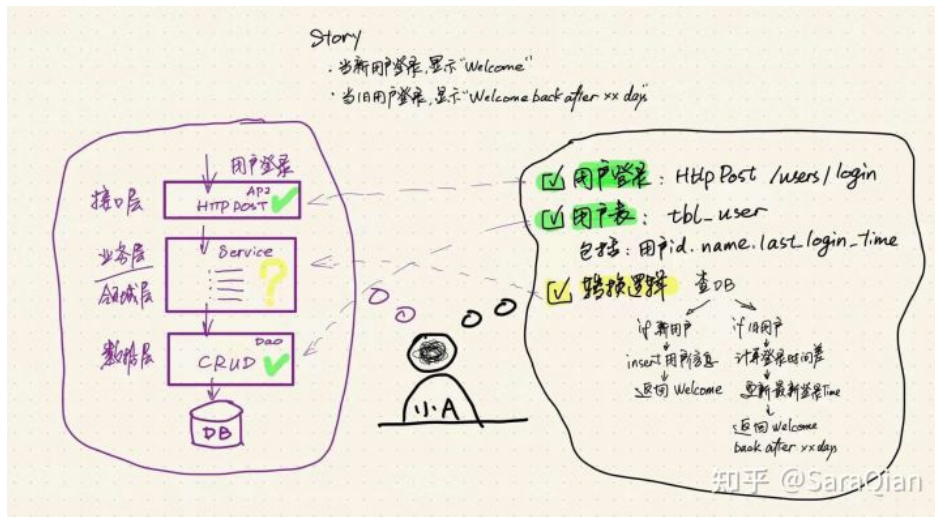 Story
· 当新用户登录,显示"Welcome"
· 当旧用户登录,显示"Welcome back after xx days
用户登录
接口层
API
HTTP POST
业务层
领域层
Service
?
数据层
Dao
CRUD
DB
小A
用户登录: Http Post /users/login
用户表: tbl_user
包括: 用户id.name.last_login_time
转换逻辑 查DB
if 新用户
insert 用户信息
返回 Welcome
if 旧用户
计算登录时间差
更新最新登录Time
返回 Welcome
back after xx days
知乎 @SaraQian